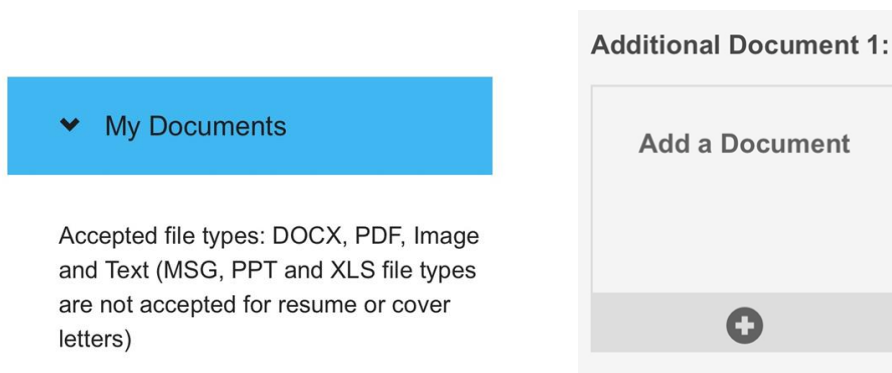 My Documents
Accepted file types: DOCX, PDF, Image
and Text (MSG, PPT and XLS file types
are not accepted for resume or cover
letters)
Additional Document 1:
Add a Document